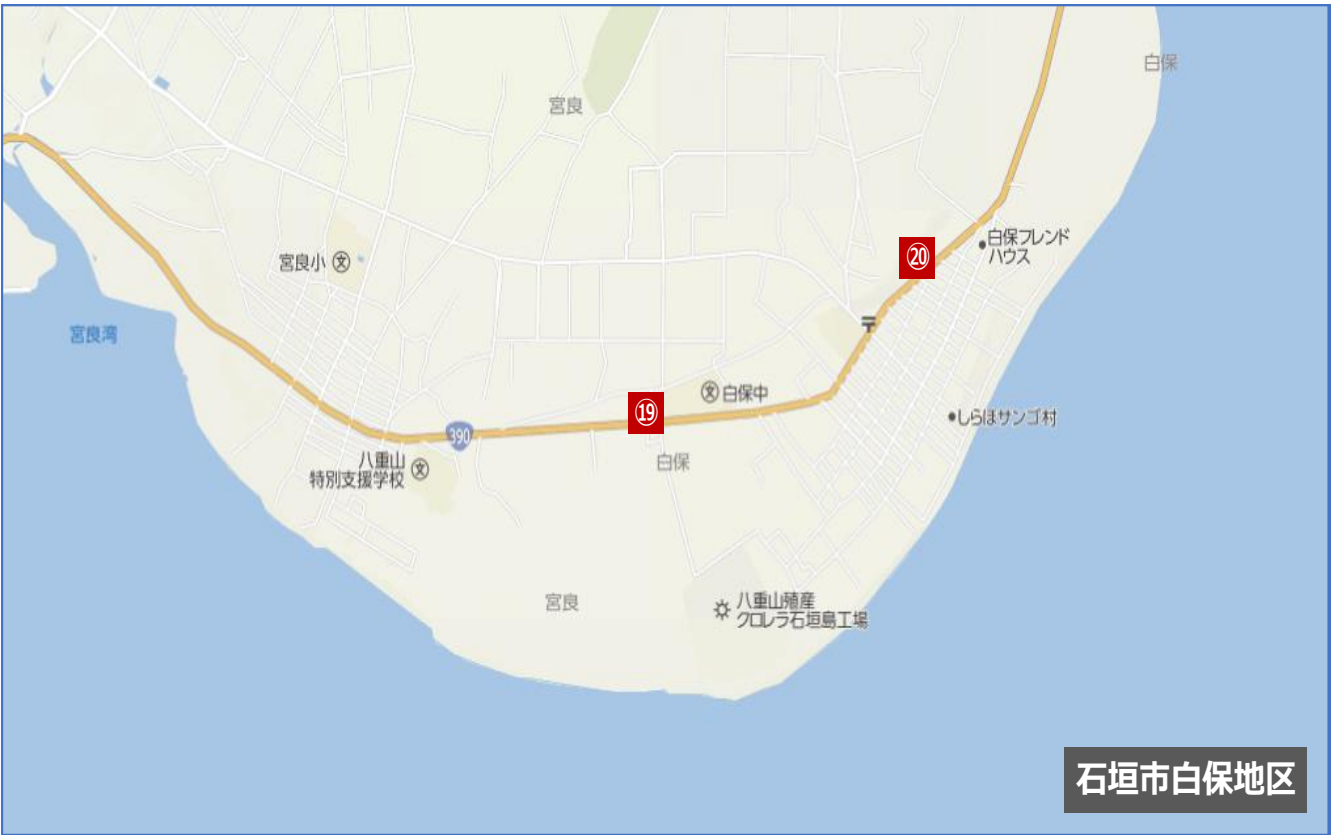 白保
宮良
⑳
白保フレンド
ハウス
宮良小 文
宮良湾
〒
文 白保中
⑲
しらほサンゴ村
390
八重山
特別支援学校 文
白保
宮良
八重山殖産
クロレラ石垣島工場
石垣市白保地区